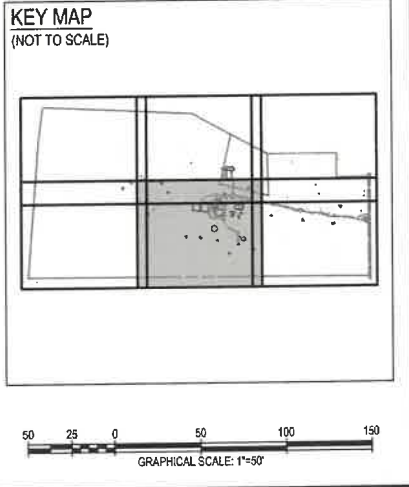 KEY MAP
(NOT TO SCALE)
50 25 0 50 100 150
GRAPHICAL SCALE: 1"=50'